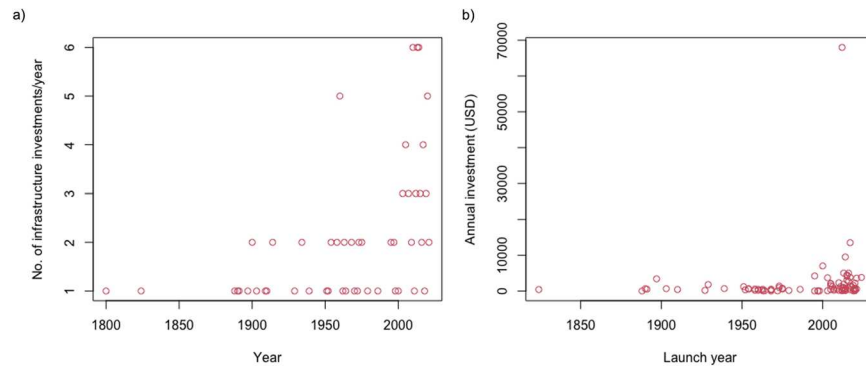 a)
No. of infrastructure investments/year
6
5
4
3
2
1
1800 1850 1900 1950 2000
Year
b)
Annual investment (USD)
70000
50000
30000
10000
0
1850 1900 1950 2000
Launch year